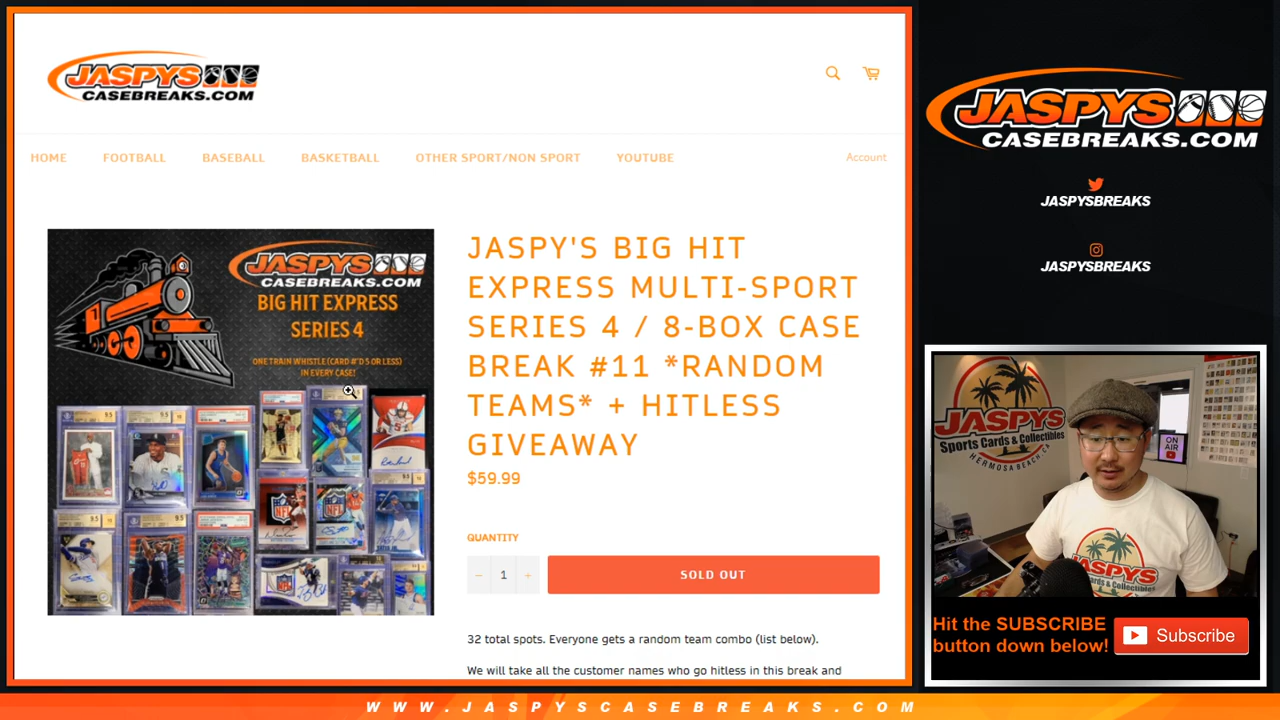 JASPYS
CASEBREAKS.COM
HOME
FOOTBALL
BASEBALL
BASKETBALL
OTHER SPORT/NON SPORT
YOUTUBE
Account
JASPYS
CASEBREAKS.COM
BIG HIT EXPRESS
SERIES 4
ONE TRAIN WHISTLE (CARD #'D 5 OR LESS)
IN EVERY CASE!
JASPY'S BIG HIT
EXPRESS MULTI-SPORT
SERIES 4 / 8-BOX CASE
BREAK #11 *RANDOM
TEAMS* + HITLESS
GIVEAWAY
$59.99
QUANTITY
− 1 +
SOLD OUT
32 total spots. Everyone gets a random team combo (list below).
We will take all the customer names who go hitless in this break and
JASPYS
CASEBREAKS.COM
JASPYSBREAKS
JASPYSBREAKS
JASPYS
Sports Cards & Collectibles
HERMOSA BEACH, CA
ON
AIR
JASPYS
Hit the SUBSCRIBE
button down below!
Subscribe
WWW.JASPYSCASEBREAKS.COM